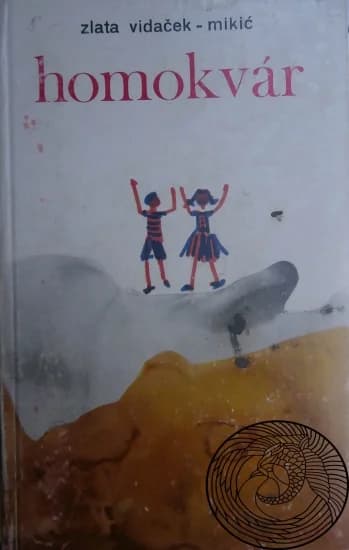 zlata vidaček - mikić
homokvár